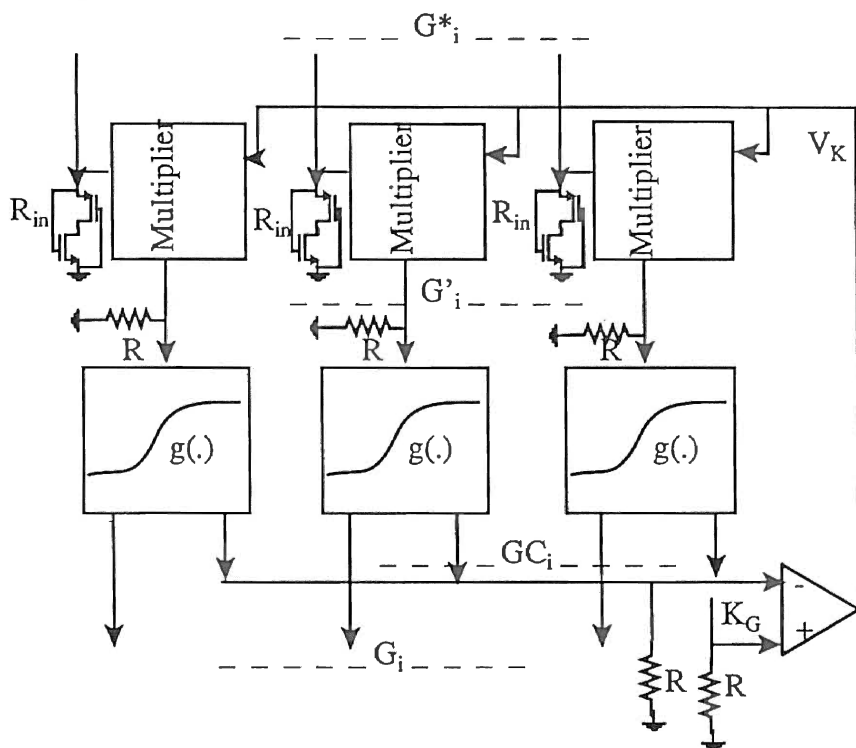 G*i
Multiplier
Multiplier
Multiplier
VK
Rin
Rin
Rin
G'i
R
R
R
g(.)
g(.)
g(.)
GCi
-
KG
+
Gi
R
R